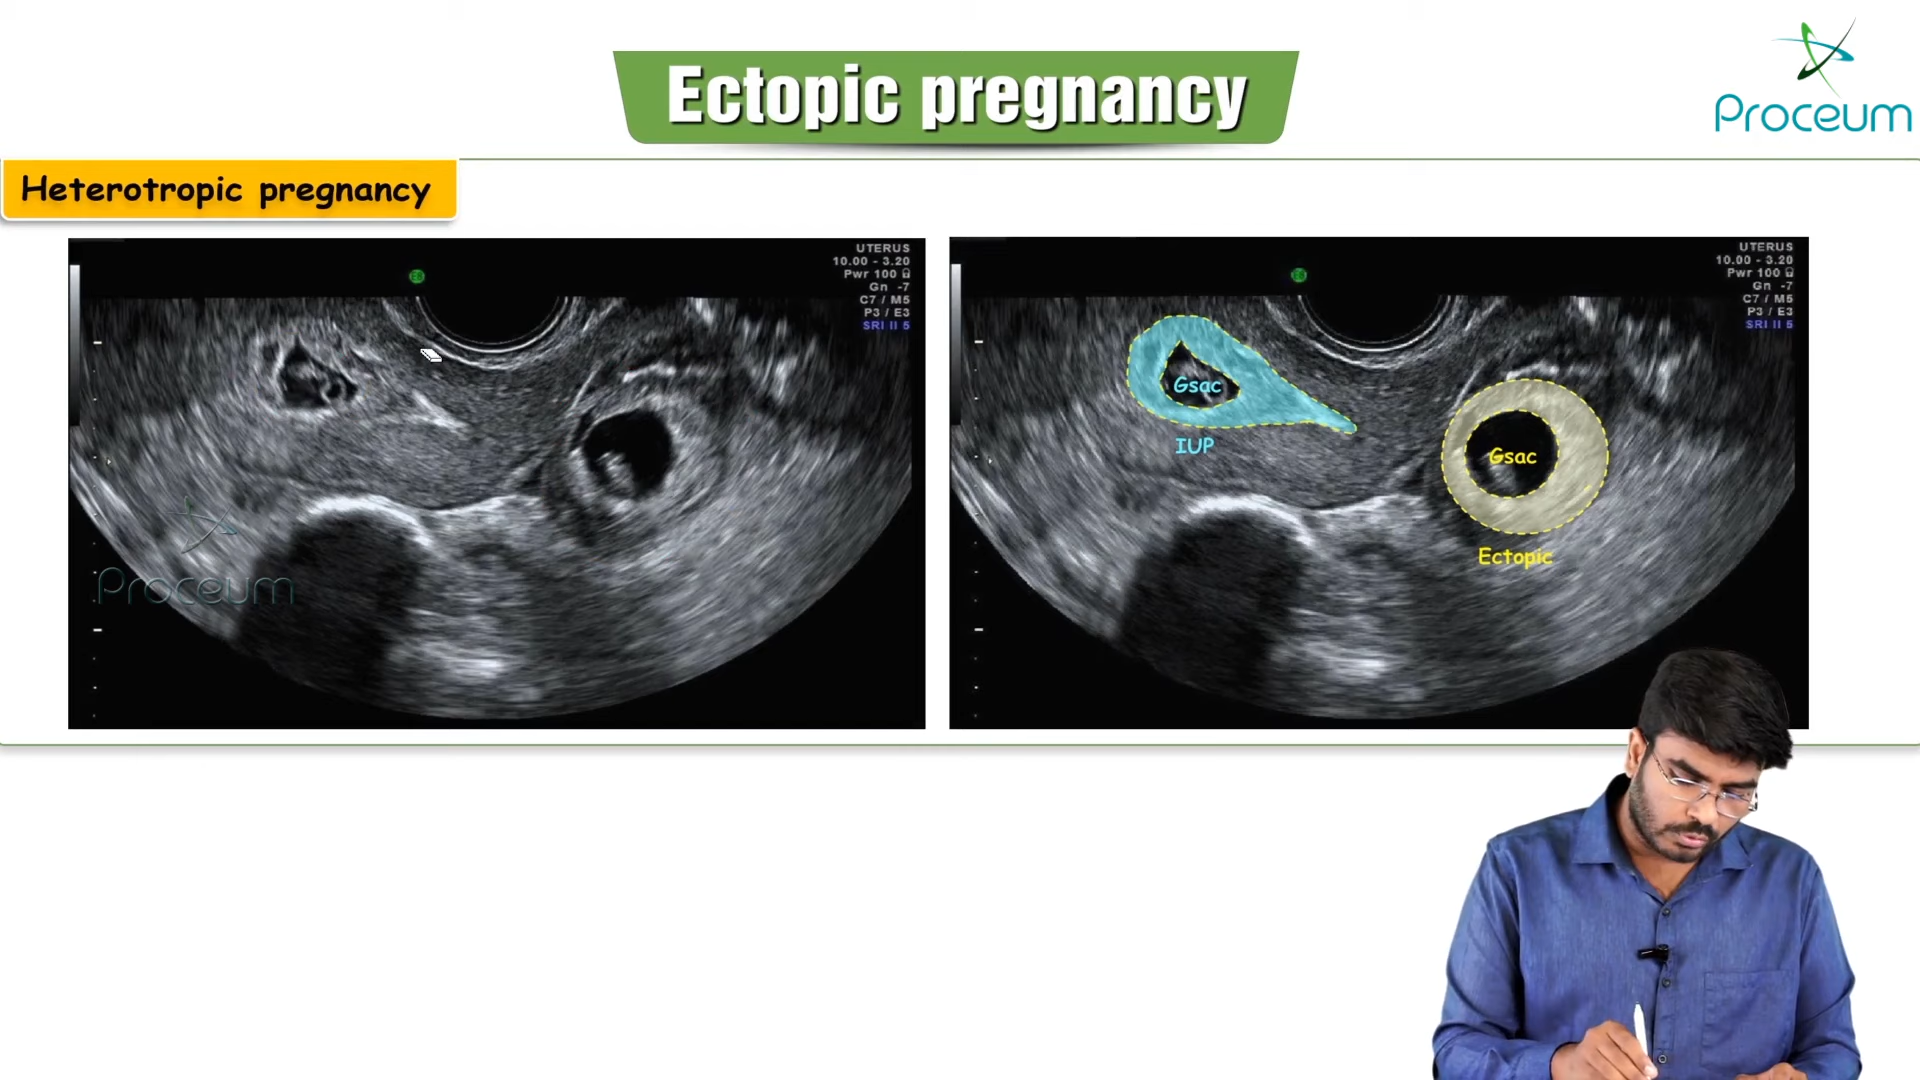 Ectopic pregnancy
Proceum
Heterotropic pregnancy
UTERUS
10.00 - 3.20
Pwr 100
Gn -7
C7 / M5
P3 / E3
SRI II 5
Proceum
UTERUS
10.00 - 3.20
Pwr 100
Gn -7
C7 / M5
P3 / E3
SRI II 5
Gsac
IUP
Gsac
Ectopic